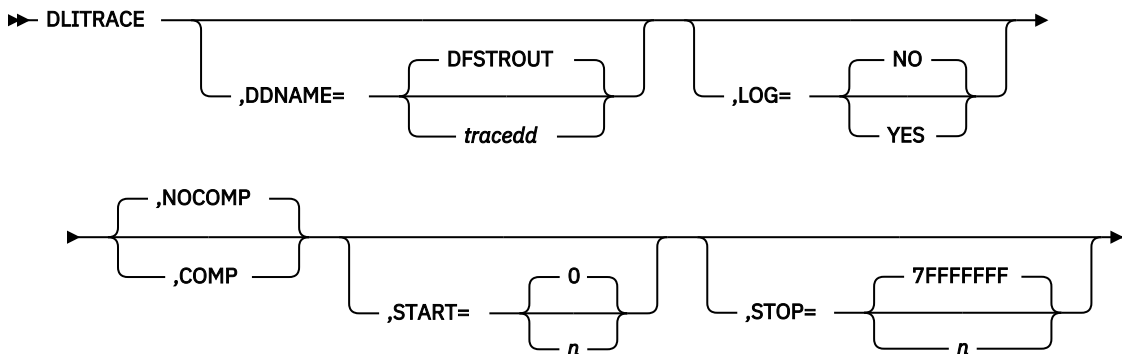 DLITRACE
DFSTROUT
,DDNAME=
tracedd
NO
,LOG=
YES
,NOCOMP
,COMP
0
,START=
n
7FFFFFFF
,STOP=
n